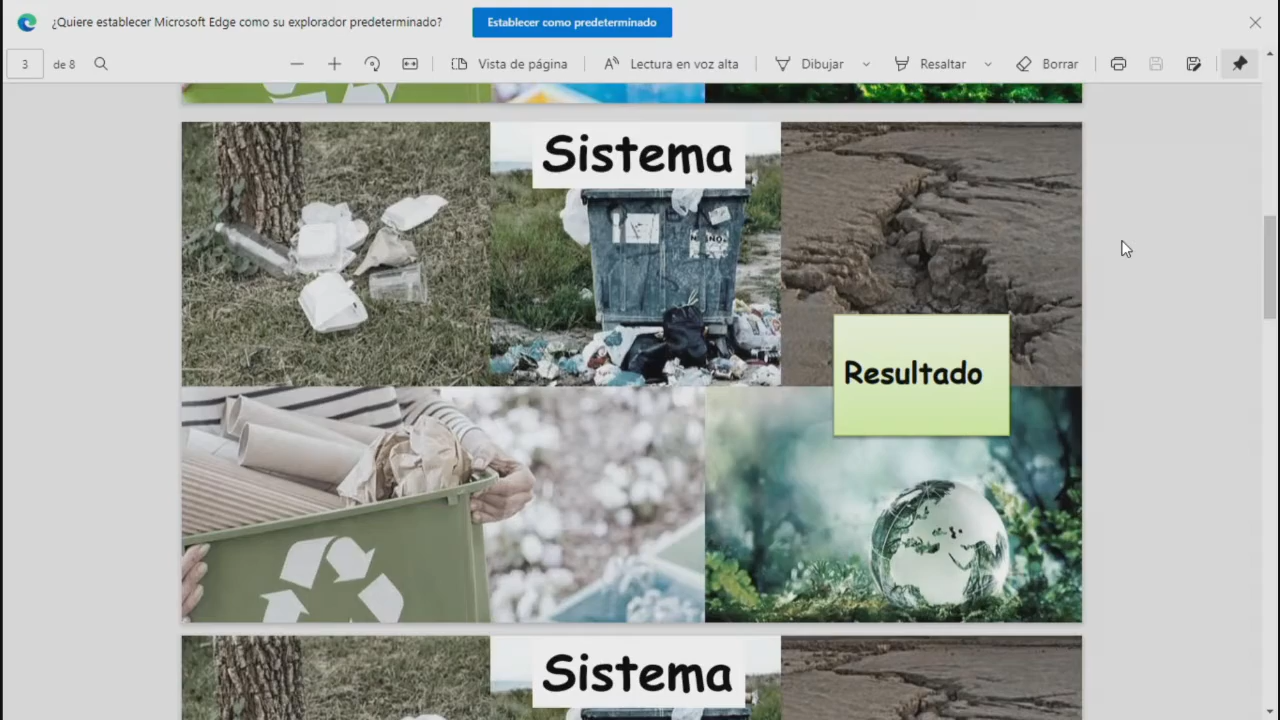 ¿Quiere establecer Microsoft Edge como su explorador predeterminado?
Establecer como predeterminado
3 de 8
Vista de página
Lectura en voz alta
Dibujar
Resaltar
Borrar
Sistema
Resultado
Sistema